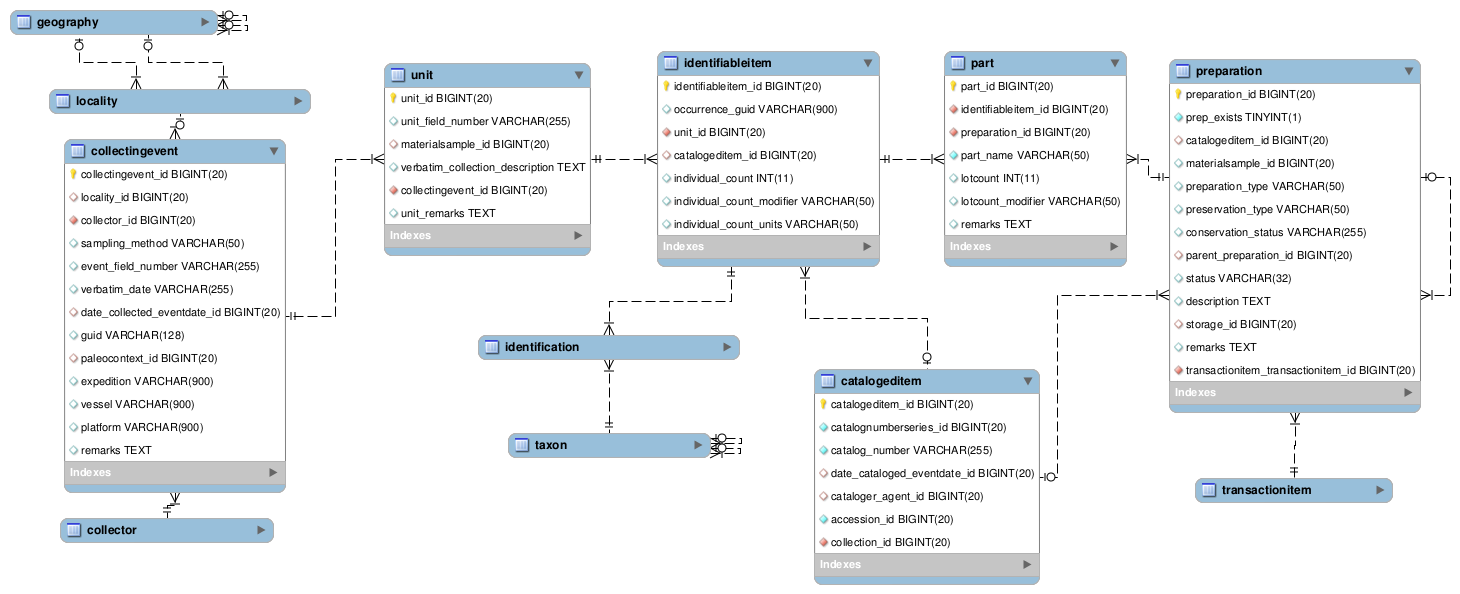 geography
locality
collectingevent
collectingevent_id BIGINT(20)
locality_id BIGINT(20)
collector_id BIGINT(20)
sampling_method VARCHAR(50)
event_field_number VARCHAR(255)
verbatim_date VARCHAR(255)
date_collected_eventdate_id BIGINT(20)
guid VARCHAR(128)
paleocontext_id BIGINT(20)
expedition VARCHAR(900)
vessel VARCHAR(900)
platform VARCHAR(900)
remarks TEXT
Indexes
collector
unit
unit_id BIGINT(20)
unit_field_number VARCHAR(255)
materialsample_id BIGINT(20)
verbatim_collection_description TEXT
collectingevent_id BIGINT(20)
unit_remarks TEXT
Indexes
identifiableitem
identifiableitem_id BIGINT(20)
occurrence_guid VARCHAR(900)
unit_id BIGINT(20)
catalogeditem_id BIGINT(20)
individual_count INT(11)
individual_count_modifier VARCHAR(50)
individual_count_units VARCHAR(50)
Indexes
identification
taxon
part
part_id BIGINT(20)
identifiableitem_id BIGINT(20)
preparation_id BIGINT(20)
part_name VARCHAR(50)
lotcount INT(11)
lotcount_modifier VARCHAR(50)
remarks TEXT
Indexes
catalogeditem
catalogeditem_id BIGINT(20)
catalognumberseries_id BIGINT(20)
catalog_number VARCHAR(255)
date_cataloged_eventdate_id BIGINT(20)
cataloger_agent_id BIGINT(20)
accession_id BIGINT(20)
collection_id BIGINT(20)
Indexes
preparation
preparation_id BIGINT(20)
prep_exists TINYINT(1)
catalogeditem_id BIGINT(20)
materialsample_id BIGINT(20)
preparation_type VARCHAR(50)
preservation_type VARCHAR(50)
conservation_status VARCHAR(255)
parent_preparation_id BIGINT(20)
status VARCHAR(32)
description TEXT
storage_id BIGINT(20)
remarks TEXT
transactionitem_transactionitem_id BIGINT(20)
Indexes
transactionitem